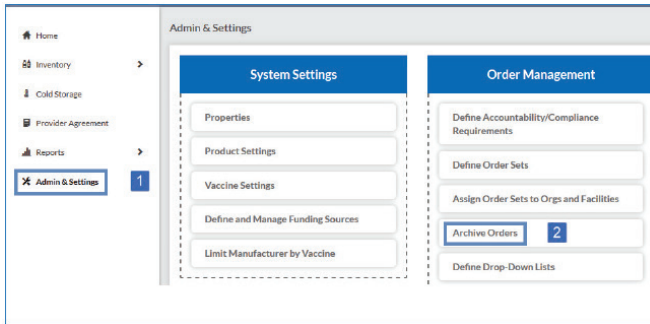 Home
Inventory
Cold Storage
Provider Agreement
Reports
Admin & Settings
1
Admin & Settings
System Settings
Properties
Product Settings
Vaccine Settings
Define and Manage Funding Sources
Limit Manufacturer by Vaccine
Order Management
Define Accountability/Compliance
Requirements
Define Order Sets
Assign Order Sets to Orgs and Facilities
Archive Orders
2
Define Drop-Down Lists